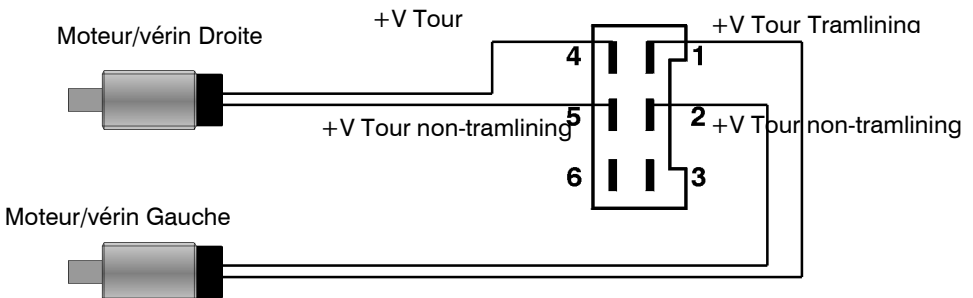 +V Tour
+V Tour Tramlining
Moteur/vérin Droite
4
1
5
2
+V Tour non-tramlining
+V Tour non-tramlining
6
3
Moteur/vérin Gauche